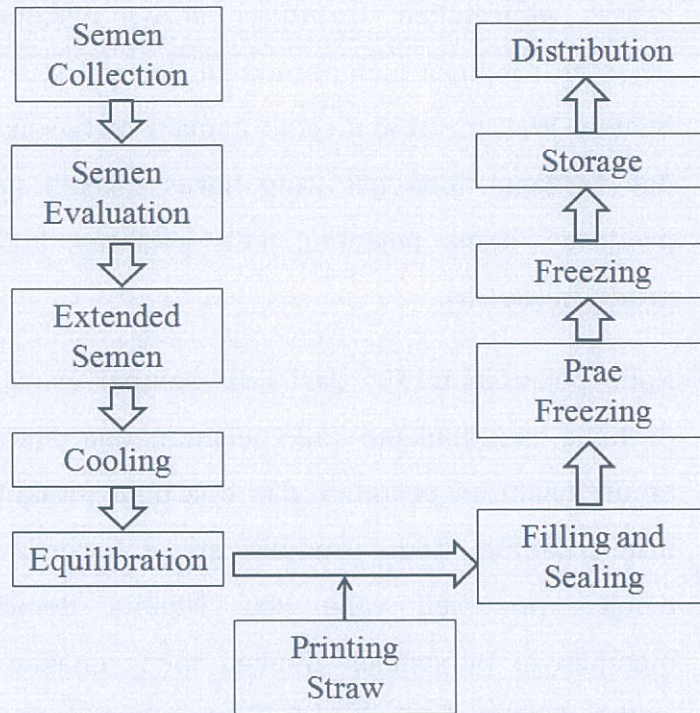 Semen
Collection
Semen
Evaluation
Extended
Semen
Cooling
Equilibration
Printing
Straw
Filling and
Sealing
Prae
Freezing
Freezing
Storage
Distribution